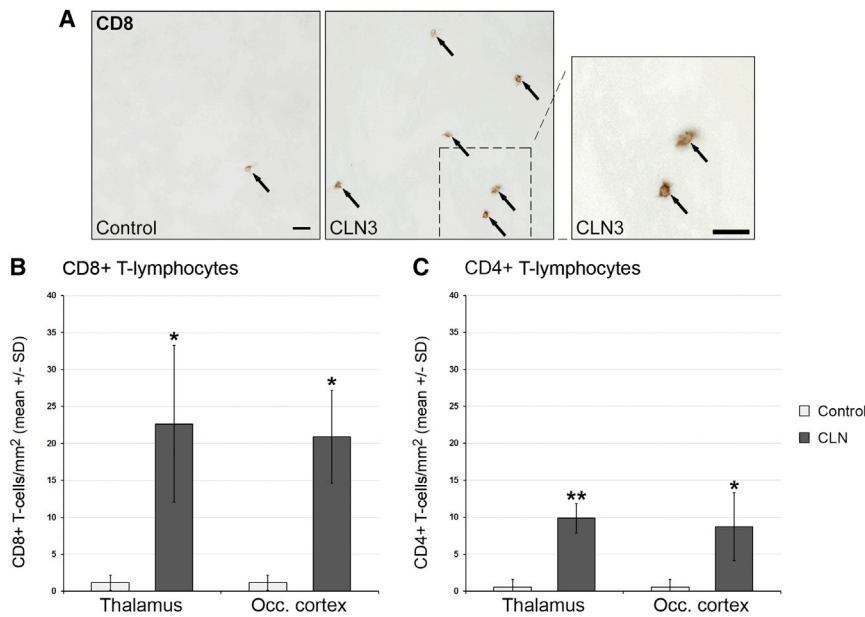 A
CD8
Control
CLN3
CLN3
B CD8+ T-lymphocytes
CD8+ T-cells/mm² (mean +/- SD)
40
35
30
25
20
15
10
5
0
*
*
Thalamus
Occ. cortex
C CD4+ T-lymphocytes
CD4+ T-cells/mm² (mean +/- SD)
40
35
30
25
20
15
10
5
0
**
*
Thalamus
Occ. cortex
Control
CLN